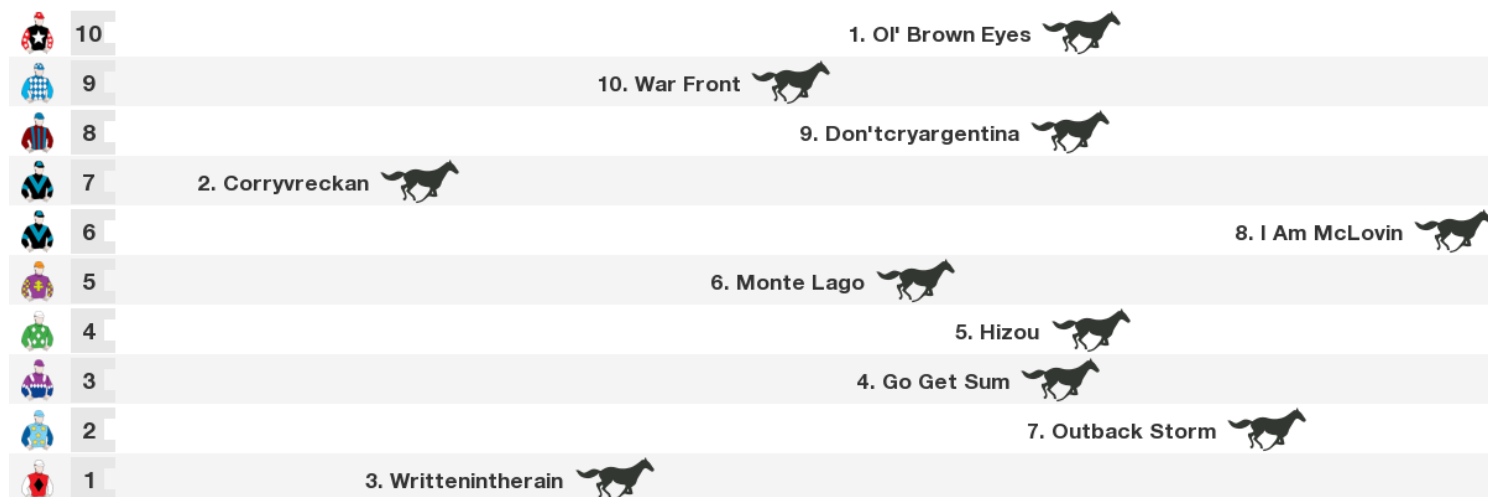 10 1. Ol' Brown Eyes
9 10. War Front
8 9. Don'tcryargentina
7 2. Corryvreckan
6 8. I Am McLovin
5 6. Monte Lago
4 5. Hizou
3 4. Go Get Sum
2 7. Outback Storm
1 3. Writtenintherain